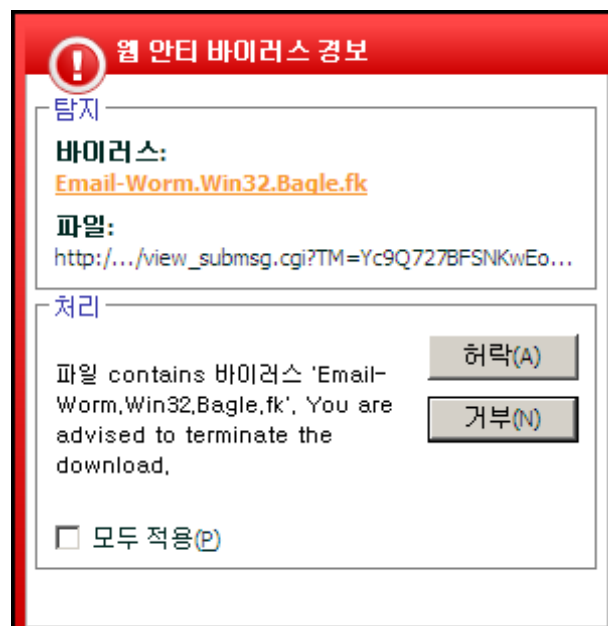 웹 안티 바이러스 경보
탐지
바이러스:
Email-Worm.Win32.Bagle.fk
파일:
http:/.../view_submsg.cgi?TM=Yc9Q727BFSNKwEo...
처리
파일 contains 바이러스 'Email-
Worm,Win32,Bagle,fk', You are
advised to terminate the
download,
허락(A)
거부(N)
모두 적용(P)